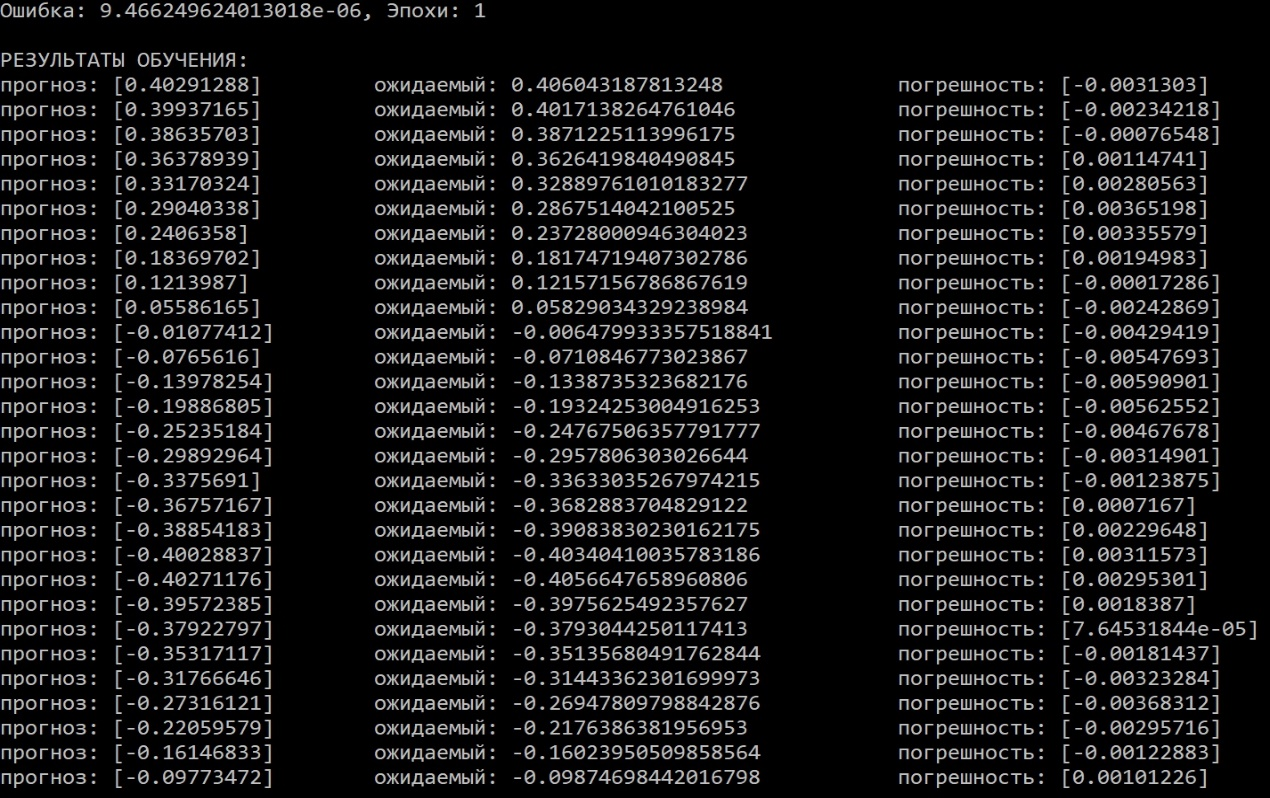 Ошибка: 9.466249624013018e-06, Эпохи: 1
РЕЗУЛЬТАТЫ ОБУЧЕНИЯ:
прогноз: [0.40291288] ожидаемый: 0.406043187813248 погрешность: [-0.0031303]
прогноз: [0.39937165] ожидаемый: 0.4017138264761046 погрешность: [-0.00234218]
прогноз: [0.38635703] ожидаемый: 0.3871225113996175 погрешность: [-0.00076548]
прогноз: [0.36378939] ожидаемый: 0.3626419840490845 погрешность: [0.00114741]
прогноз: [0.33170324] ожидаемый: 0.32889761010183277 погрешность: [0.00280563]
прогноз: [0.29040338] ожидаемый: 0.2867514042100525 погрешность: [0.00365198]
прогноз: [0.2406358] ожидаемый: 0.23728000946304023 погрешность: [0.00335579]
прогноз: [0.18369702] ожидаемый: 0.18174719407302786 погрешность: [0.00194983]
прогноз: [0.1213987] ожидаемый: 0.12157156786867619 погрешность: [-0.00017286]
прогноз: [0.05586165] ожидаемый: 0.05829034329238984 погрешность: [-0.00242869]
прогноз: [-0.01077412] ожидаемый: -0.006479933357518841 погрешность: [-0.00429419]
прогноз: [-0.0765616] ожидаемый: -0.0710846773023867 погрешность: [-0.00547693]
прогноз: [-0.13978254] ожидаемый: -0.1338735323682176 погрешность: [-0.00590901]
прогноз: [-0.19886805] ожидаемый: -0.19324253004916253 погрешность: [-0.00562552]
прогноз: [-0.25235184] ожидаемый: -0.24767506357791777 погрешность: [-0.00467678]
прогноз: [-0.29892964] ожидаемый: -0.2957806303026644 погрешность: [-0.00314901]
прогноз: [-0.3375691] ожидаемый: -0.33633035267974215 погрешность: [-0.00123875]
прогноз: [-0.36757167] ожидаемый: -0.3682883704829122 погрешность: [0.0007167]
прогноз: [-0.38854183] ожидаемый: -0.39083830230162175 погрешность: [0.00229648]
прогноз: [-0.40028837] ожидаемый: -0.40340410035783186 погрешность: [0.00311573]
прогноз: [-0.40271176] ожидаемый: -0.4056647658960806 погрешность: [0.00295301]
прогноз: [-0.39572385] ожидаемый: -0.3975625492357627 погрешность: [0.0018387]
прогноз: [-0.37922797] ожидаемый: -0.3793044250117413 погрешность: [7.64531844e-05]
прогноз: [-0.35317117] ожидаемый: -0.35135680491762844 погрешность: [-0.00181437]
прогноз: [-0.31766646] ожидаемый: -0.31443362301699973 погрешность: [-0.00323284]
прогноз: [-0.27316121] ожидаемый: -0.26947809798842876 погрешность: [-0.00368312]
прогноз: [-0.22059579] ожидаемый: -0.2176386381956953 погрешность: [-0.00295716]
прогноз: [-0.16146833] ожидаемый: -0.16023950509858564 погрешность: [-0.00122883]
прогноз: [-0.09773472] ожидаемый: -0.09874698442016798 погрешность: [0.00101226]